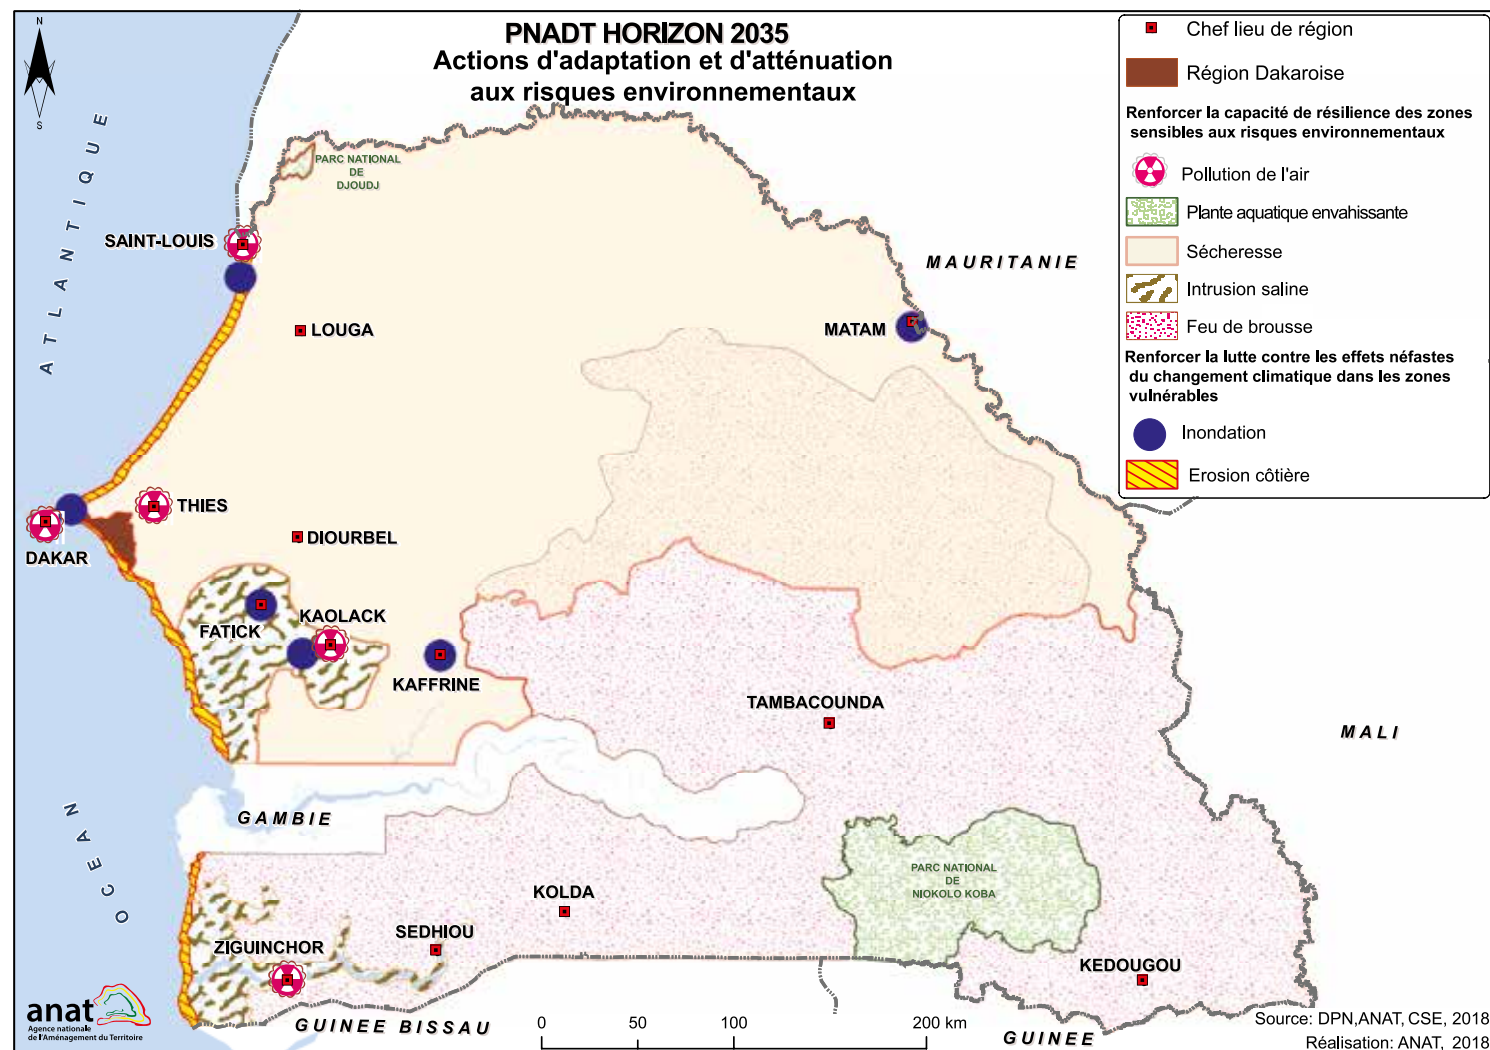 PNADT HORIZON 2035
Actions d'adaptation et d'atténuation
aux risques environnementaux
N
S
Chef lieu de région
Région Dakaroise
Renforcer la capacité de résilience des zones
sensibles aux risques environnementaux
Pollution de l'air
Plante aquatique envahissante
Sécheresse
Intrusion saline
Feu de brousse
Renforcer la lutte contre les effets néfastes
du changement climatique dans les zones
vulnérables
Inondation
Erosion côtière
ATLANTIQUE
OCEAN
PARC NATIONAL
DE
DJOUDJ
SAINT-LOUIS
MAURITANIE
LOUGA
MATAM
THIES
DIOURBEL
DAKAR
KAOLACK
FATICK
KAFFRINE
TAMBACOUNDA
MALI
GAMBIE
PARC NATIONAL
DE
NIOKOLO KOBA
KOLDA
SEDHIOU
ZIGUINCHOR
KEDOUGOU
GUINEE BISSAU
GUINEE
0 50 100 200 km
anat
Agence nationale
de l'Aménagement du Territoire
Source: DPN,ANAT, CSE, 2018
Réalisation: ANAT, 2018